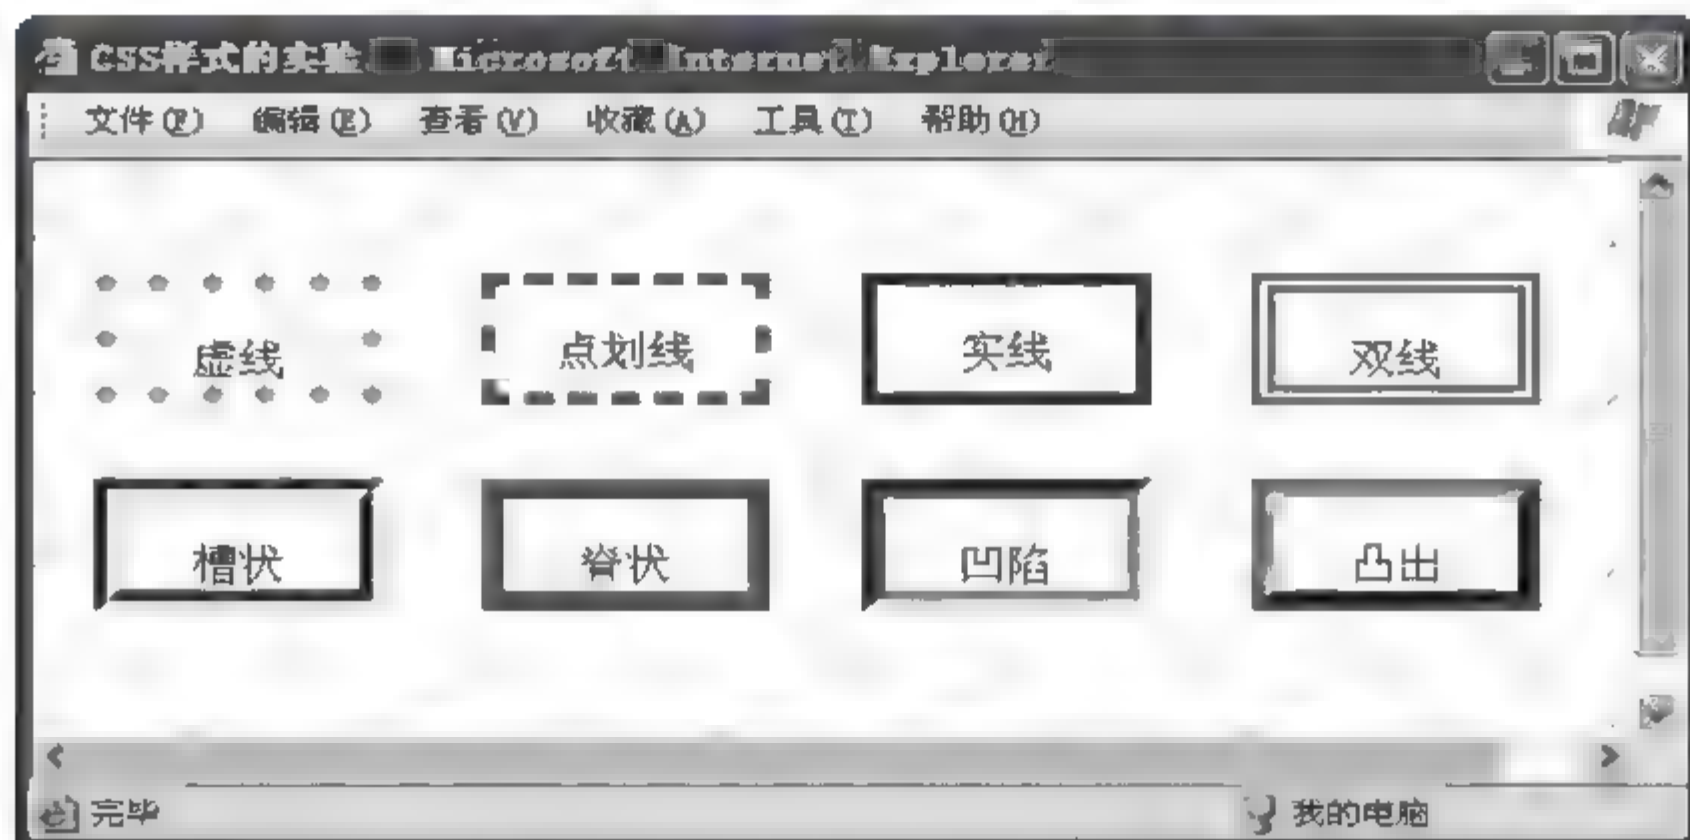 CSS样式的实验 Microsoft Internet Explorer
文件(F) 编辑(E) 查看(V) 收藏(A) 工具(T) 帮助(H)
虚线 点划线 实线 双线
槽状 脊状 凹陷 凸出
完毕 我的电脑